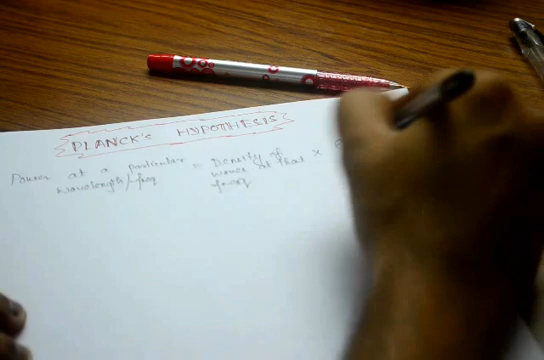 PLANCK'S HYPOTHESIS
Power at a particular = Density of
wavelength/freq waves at that ×
freq